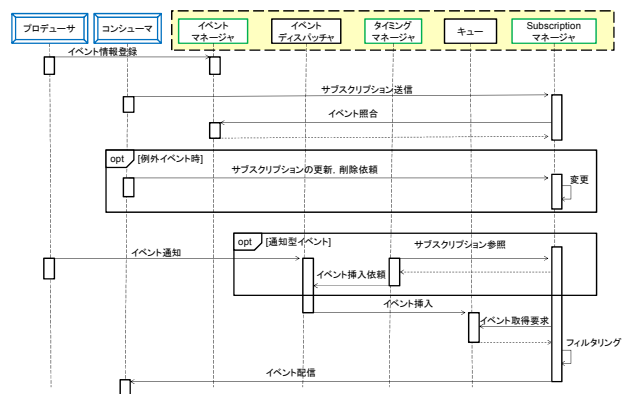 プロデューサ
コンシューマ
イベント
マネージャ
イベント
ディスパッチャ
タイミング
マネージャ
キュー
Subscription
マネージャ
イベント情報登録
サブスクリプション送信
イベント照合
opt
[例外イベント時]
サブスクリプションの更新, 削除依頼
変更
opt
[通知型イベント]
サブスクリプション参照
イベント通知
イベント挿入依頼
イベント挿入
イベント取得要求
フィルタリング
イベント配信